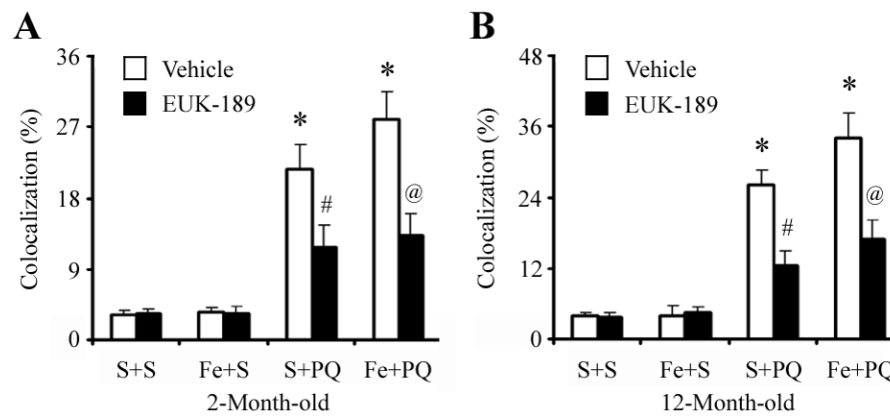 A
Colocalization (%)
36
27
18
9
0
Vehicle
EUK-189
*
*
#
@
S+S
Fe+S
S+PQ
Fe+PQ
2-Month-old
B
Colocalization (%)
48
36
24
12
0
Vehicle
EUK-189
*
*
#
@
S+S
Fe+S
S+PQ
Fe+PQ
12-Month-old